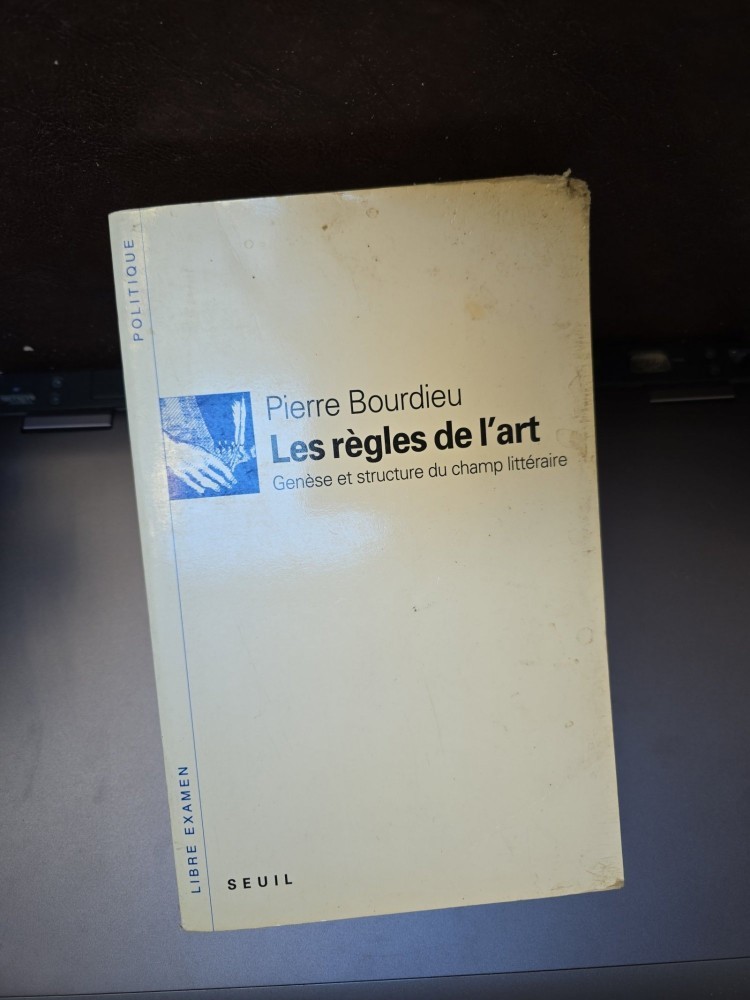 POLITIQUE
Pierre Bourdieu
Les règles de l'art
Genèse et structure du champ littéraire
LIBRE EXAMEN
SEUIL